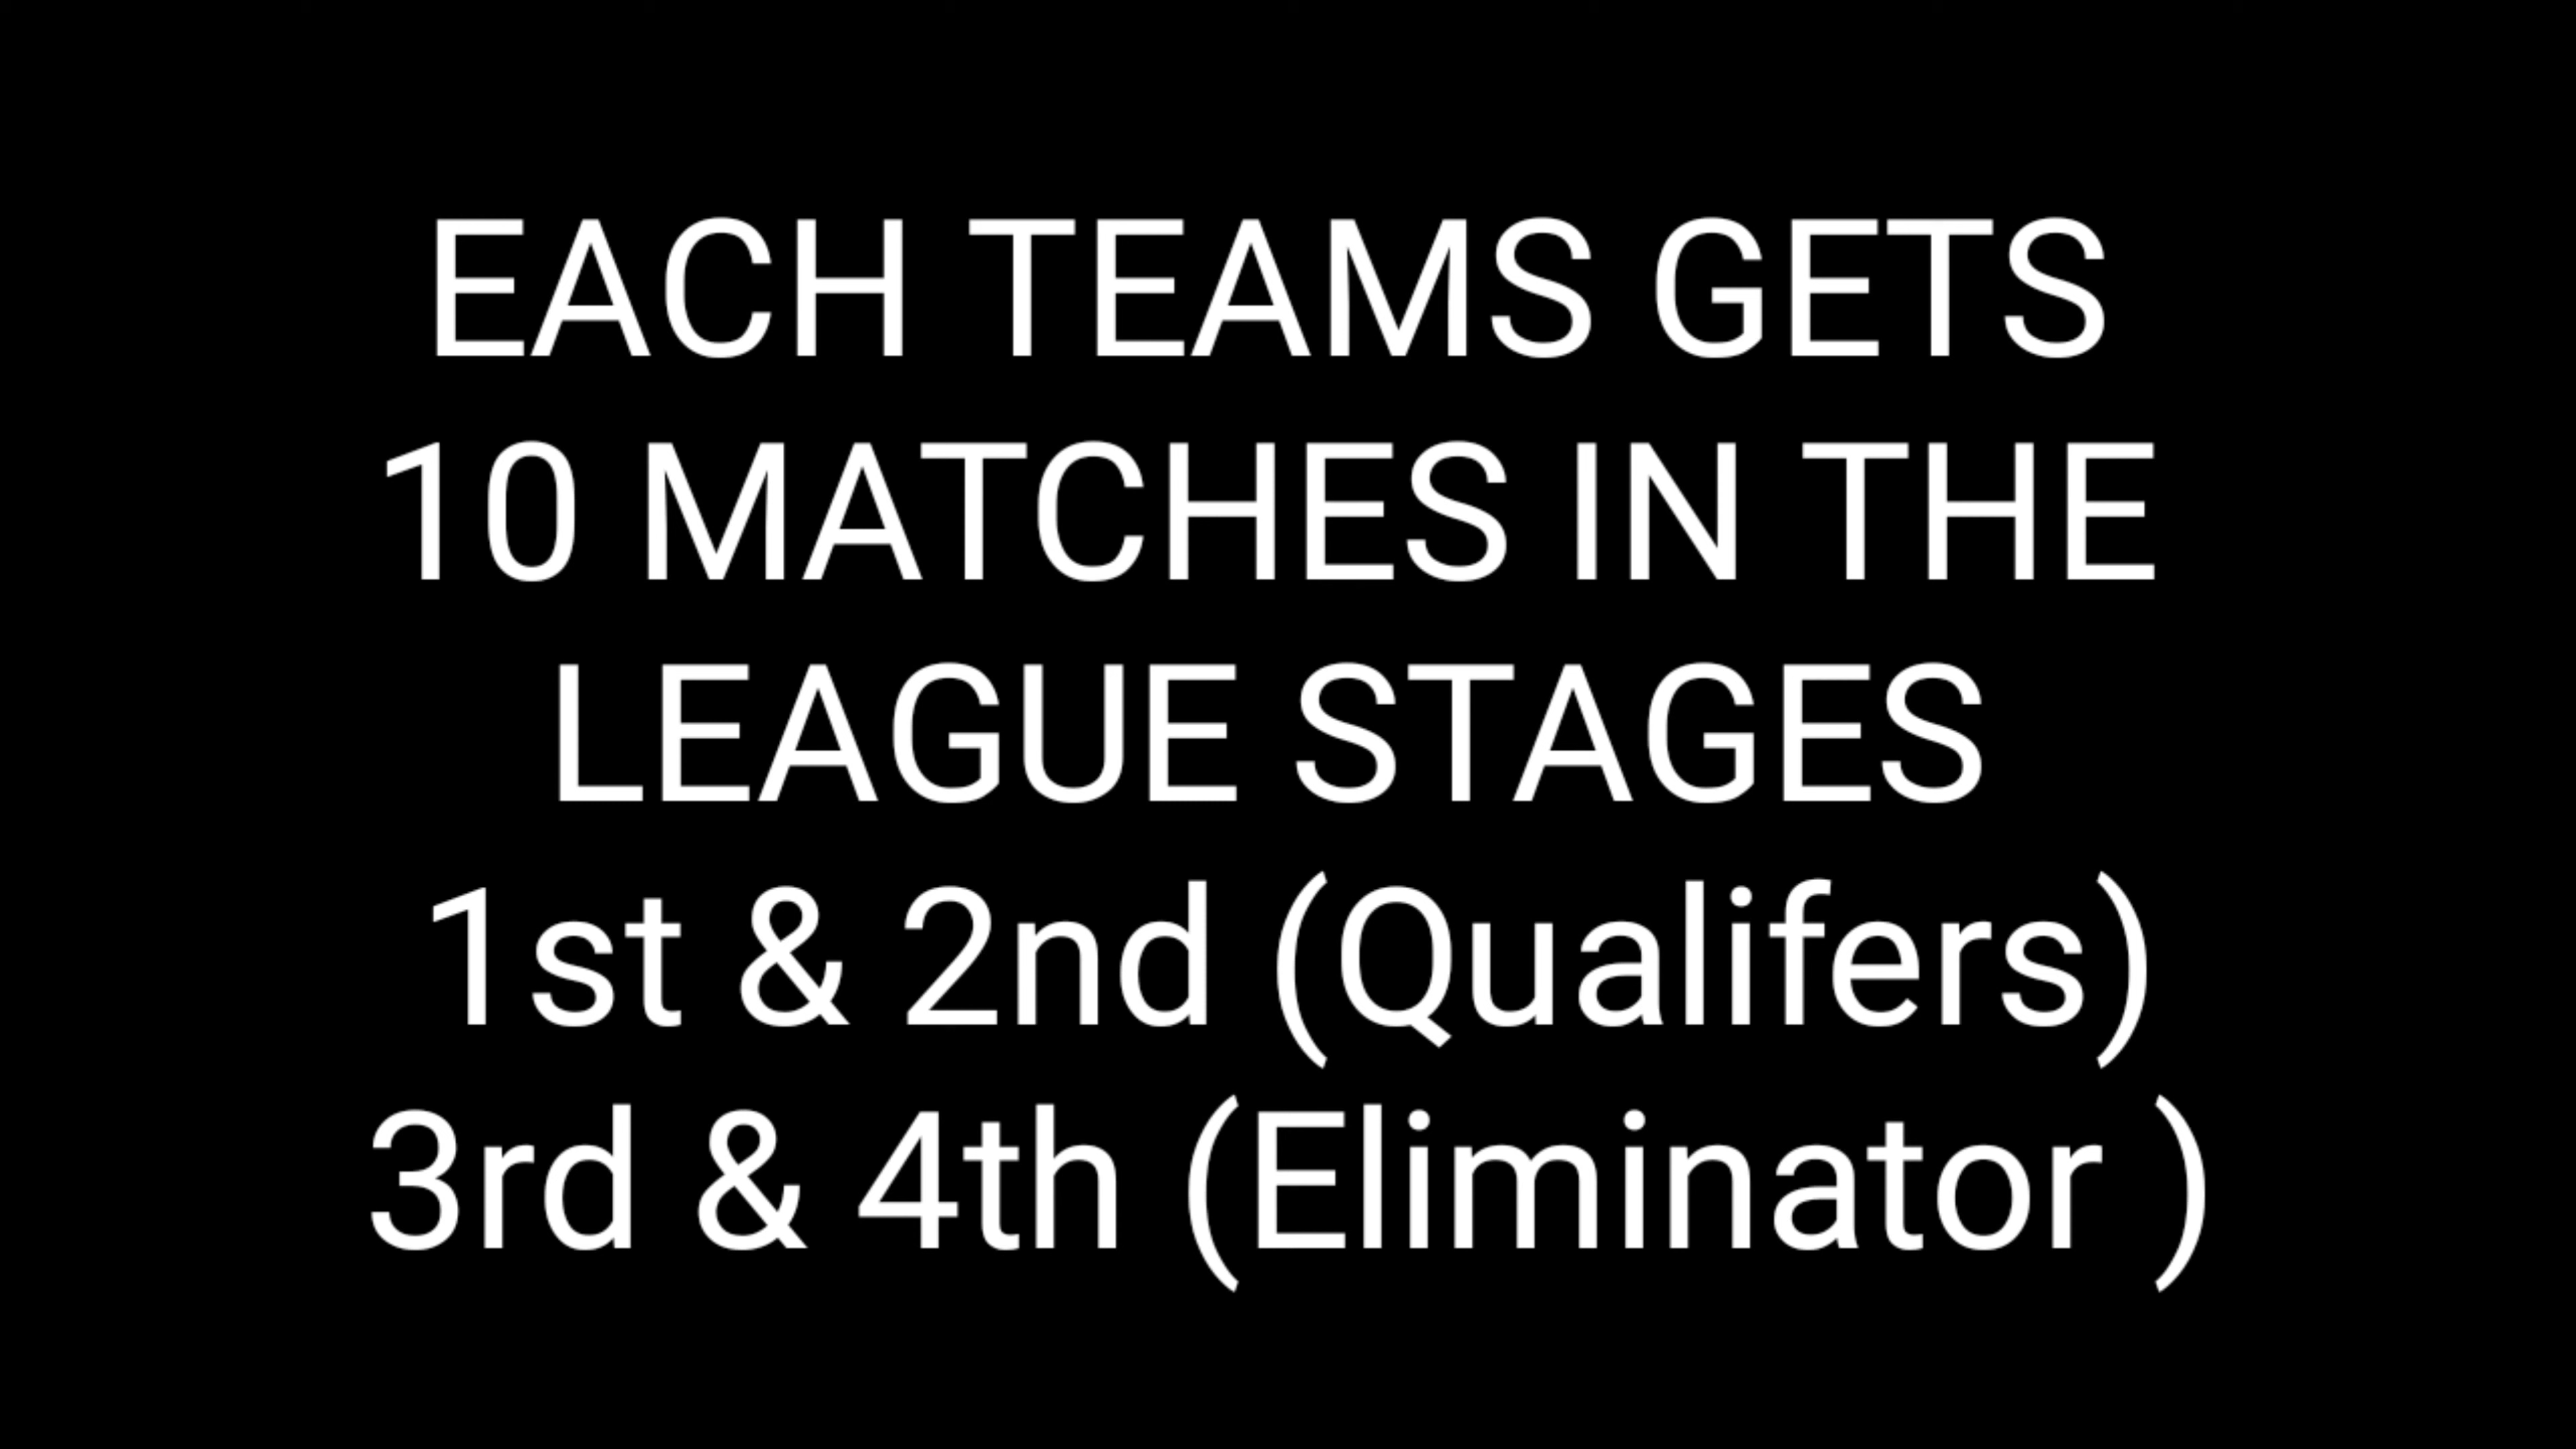 EACH TEAMS GETS
10 MATCHES IN THE
LEAGUE STAGES
1st & 2nd (Qualifers)
3rd & 4th (Eliminator )